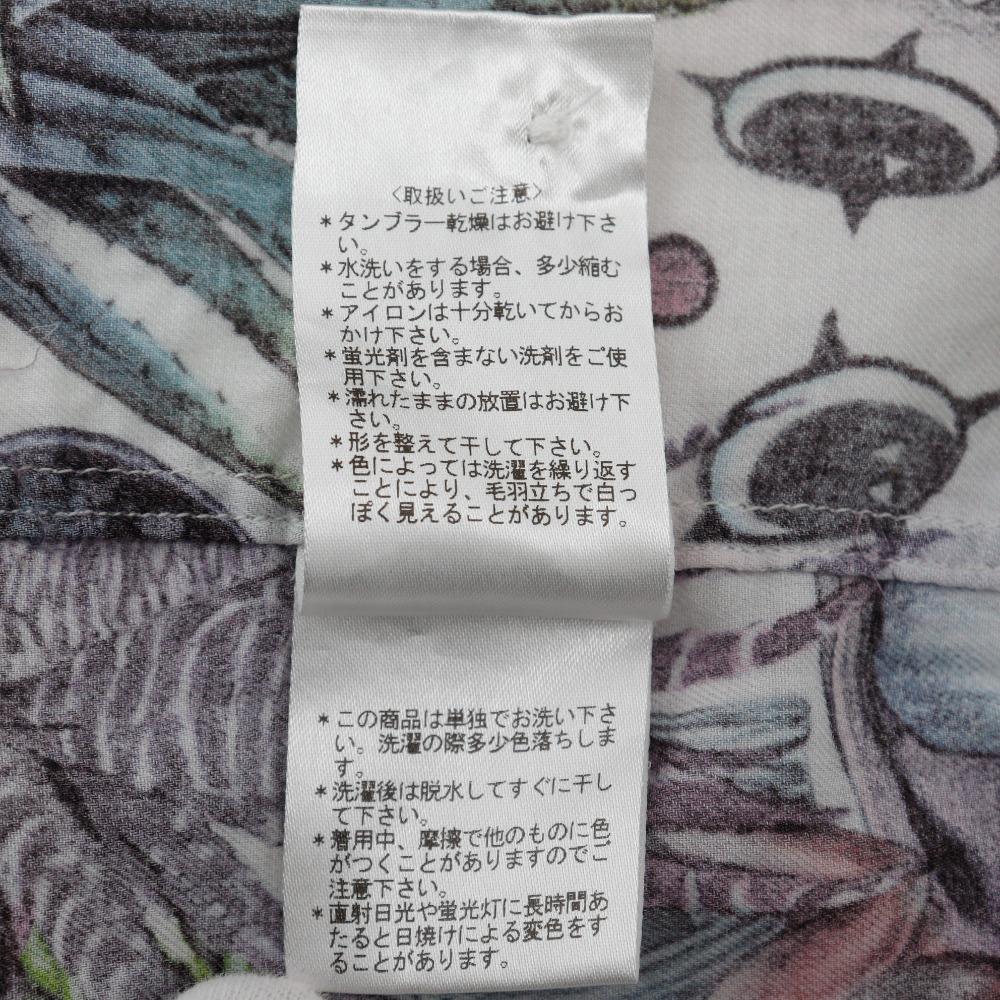 〈取扱いご注意〉
＊タンブラー乾燥はお避け下さ
い。
＊水洗いをする場合、多少縮む
ことがあります。
＊アイロンは十分乾いてからお
かけ下さい。
＊蛍光剤を含まない洗剤をご使
用下さい。
＊濡れたままの放置はお避け下
さい。
＊形を整えて干して下さい。
＊色によっては洗濯を繰り返す
ことにより、毛羽立ちで白っ
ぽく見えることがあります。
＊この商品は単独でお洗い下さ
い。洗濯の際多少色落ちしま
す。
＊洗濯後は脱水してすぐに干し
て下さい。
＊着用中、摩擦で他のものに色
がつくことがありますのでご
注意下さい。
＊直射日光や蛍光灯に長時間あ
たると日焼けによる変色をす
ることがあります。